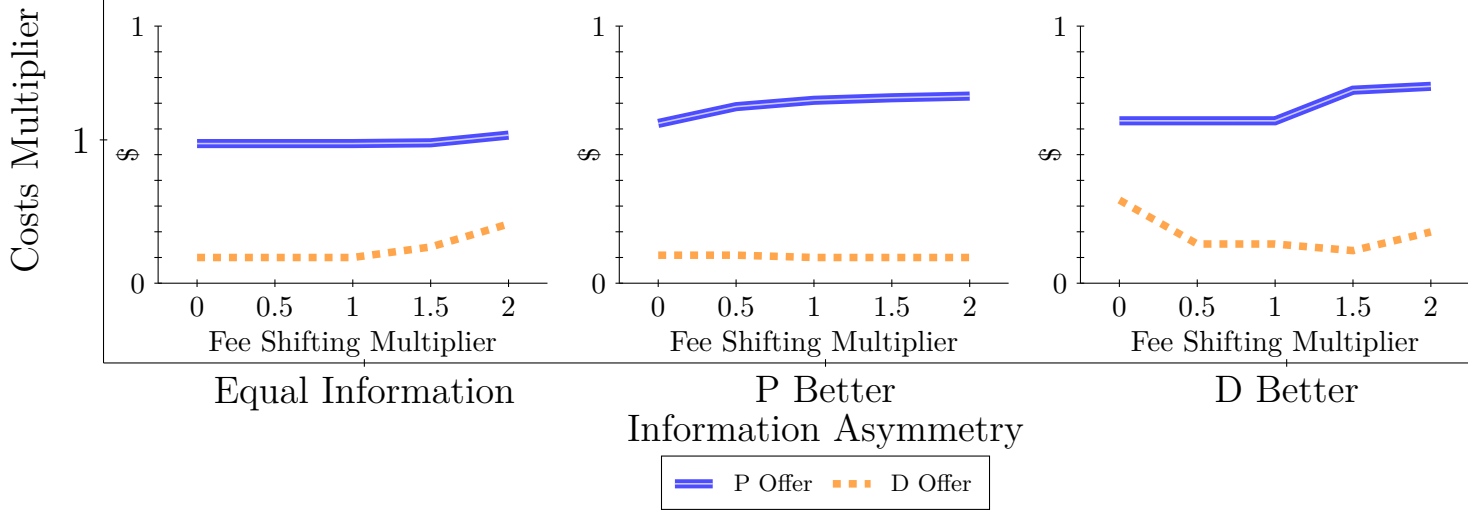 Costs Multiplier
1
1
$
0
0 0.5 1 1.5 2
Fee Shifting Multiplier
1
$
0
0 0.5 1 1.5 2
Fee Shifting Multiplier
1
$
0
0 0.5 1 1.5 2
Fee Shifting Multiplier
Equal Information
P Better
D Better
Information Asymmetry
P Offer
D Offer